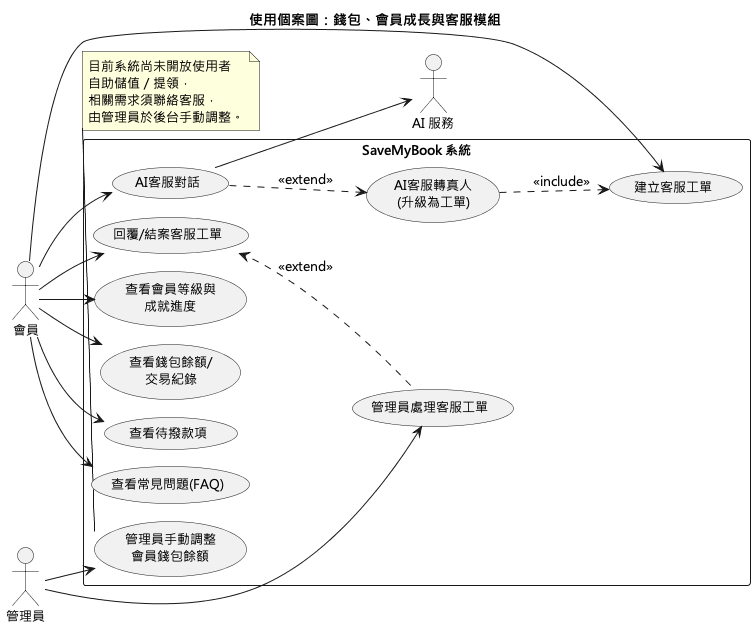 使用個案圖：錢包、會員成長與客服模組
目前系統尚未開放使用者
自助儲值／提領，
相關需求須聯絡客服，
由管理員於後台手動調整。
AI 服務
SaveMyBook 系統
AI客服對話
«extend»
AI客服轉真人
(升級為工單)
«include»
建立客服工單
回覆/結案客服工單
«extend»
查看會員等級與
成就進度
會員
查看錢包餘額/
交易紀錄
管理員處理客服工單
查看待撥款項
查看常見問題(FAQ)
管理員手動調整
會員錢包餘額
管理員